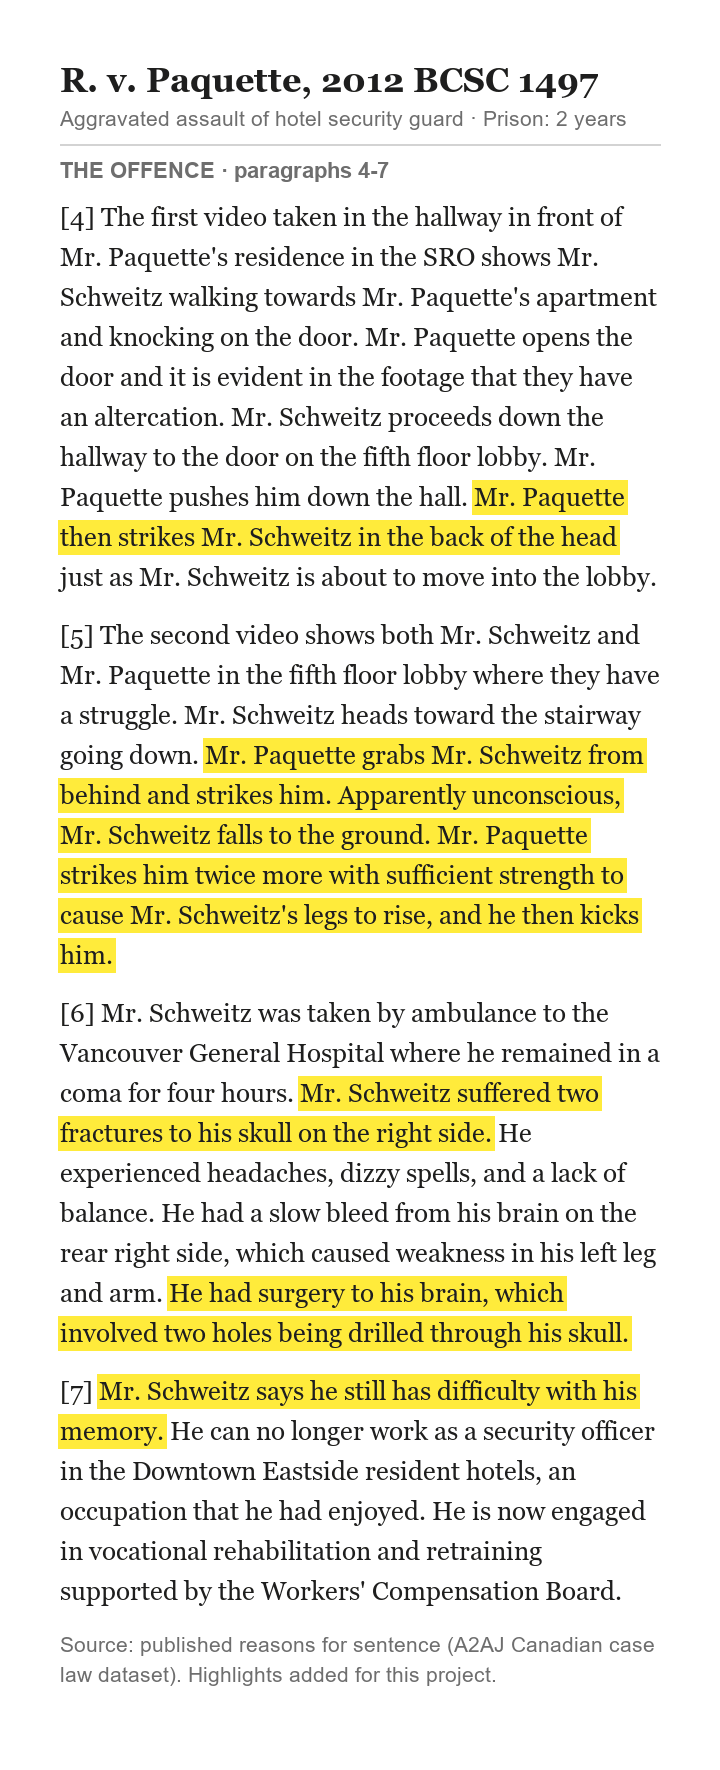 R. v. Paquette, 2012 BCSC 1497
Aggravated assault of hotel security guard · Prison: 2 years
THE OFFENCE · paragraphs 4-7
[4] The first video taken in the hallway in front of
Mr. Paquette's residence in the SRO shows Mr.
Schweitz walking towards Mr. Paquette's apartment
and knocking on the door. Mr. Paquette opens the
door and it is evident in the footage that they have
an altercation. Mr. Schweitz proceeds down the
hallway to the door on the fifth floor lobby. Mr.
Paquette pushes him down the hall. Mr. Paquette
then strikes Mr. Schweitz in the back of the head
just as Mr. Schweitz is about to move into the lobby.
[5] The second video shows both Mr. Schweitz and
Mr. Paquette in the fifth floor lobby where they have
a struggle. Mr. Schweitz heads toward the stairway
going down. Mr. Paquette grabs Mr. Schweitz from
behind and strikes him. Apparently unconscious,
Mr. Schweitz falls to the ground. Mr. Paquette
strikes him twice more with sufficient strength to
cause Mr. Schweitz's legs to rise, and he then kicks
him.
[6] Mr. Schweitz was taken by ambulance to the
Vancouver General Hospital where he remained in a
coma for four hours. Mr. Schweitz suffered two
fractures to his skull on the right side. He
experienced headaches, dizzy spells, and a lack of
balance. He had a slow bleed from his brain on the
rear right side, which caused weakness in his left leg
and arm. He had surgery to his brain, which
involved two holes being drilled through his skull.
[7] Mr. Schweitz says he still has difficulty with his
memory. He can no longer work as a security officer
in the Downtown Eastside resident hotels, an
occupation that he had enjoyed. He is now engaged
in vocational rehabilitation and retraining
supported by the Workers' Compensation Board.
Source: published reasons for sentence (A2AJ Canadian case
law dataset). Highlights added for this project.